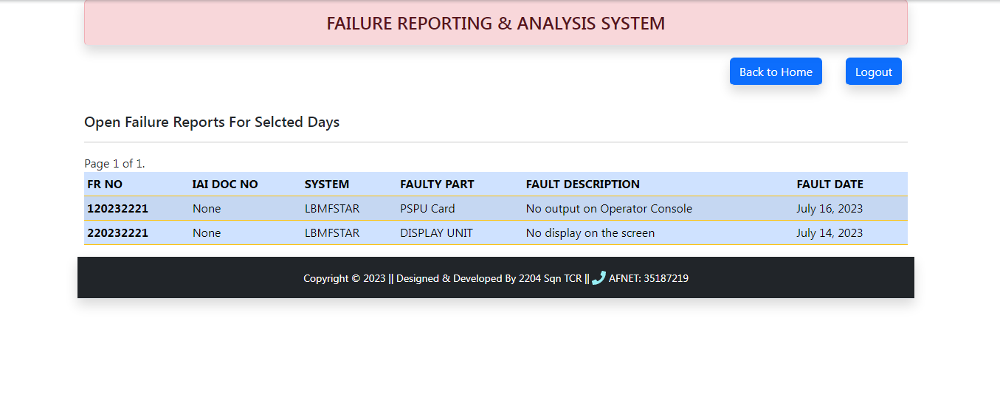 FAILURE REPORTING & ANALYSIS SYSTEM
Back to Home Logout
Open Failure Reports For Selcted Days
Page 1 of 1.
FR NO IAI DOC NO SYSTEM FAULTY PART FAULT DESCRIPTION FAULT DATE
120232221 None LBMFSTAR PSPU Card No output on Operator Console July 16, 2023
220232221 None LBMFSTAR DISPLAY UNIT No display on the screen July 14, 2023
Copyright © 2023 || Designed & Developed By 2204 Sqn TCR || AFNET: 35187219